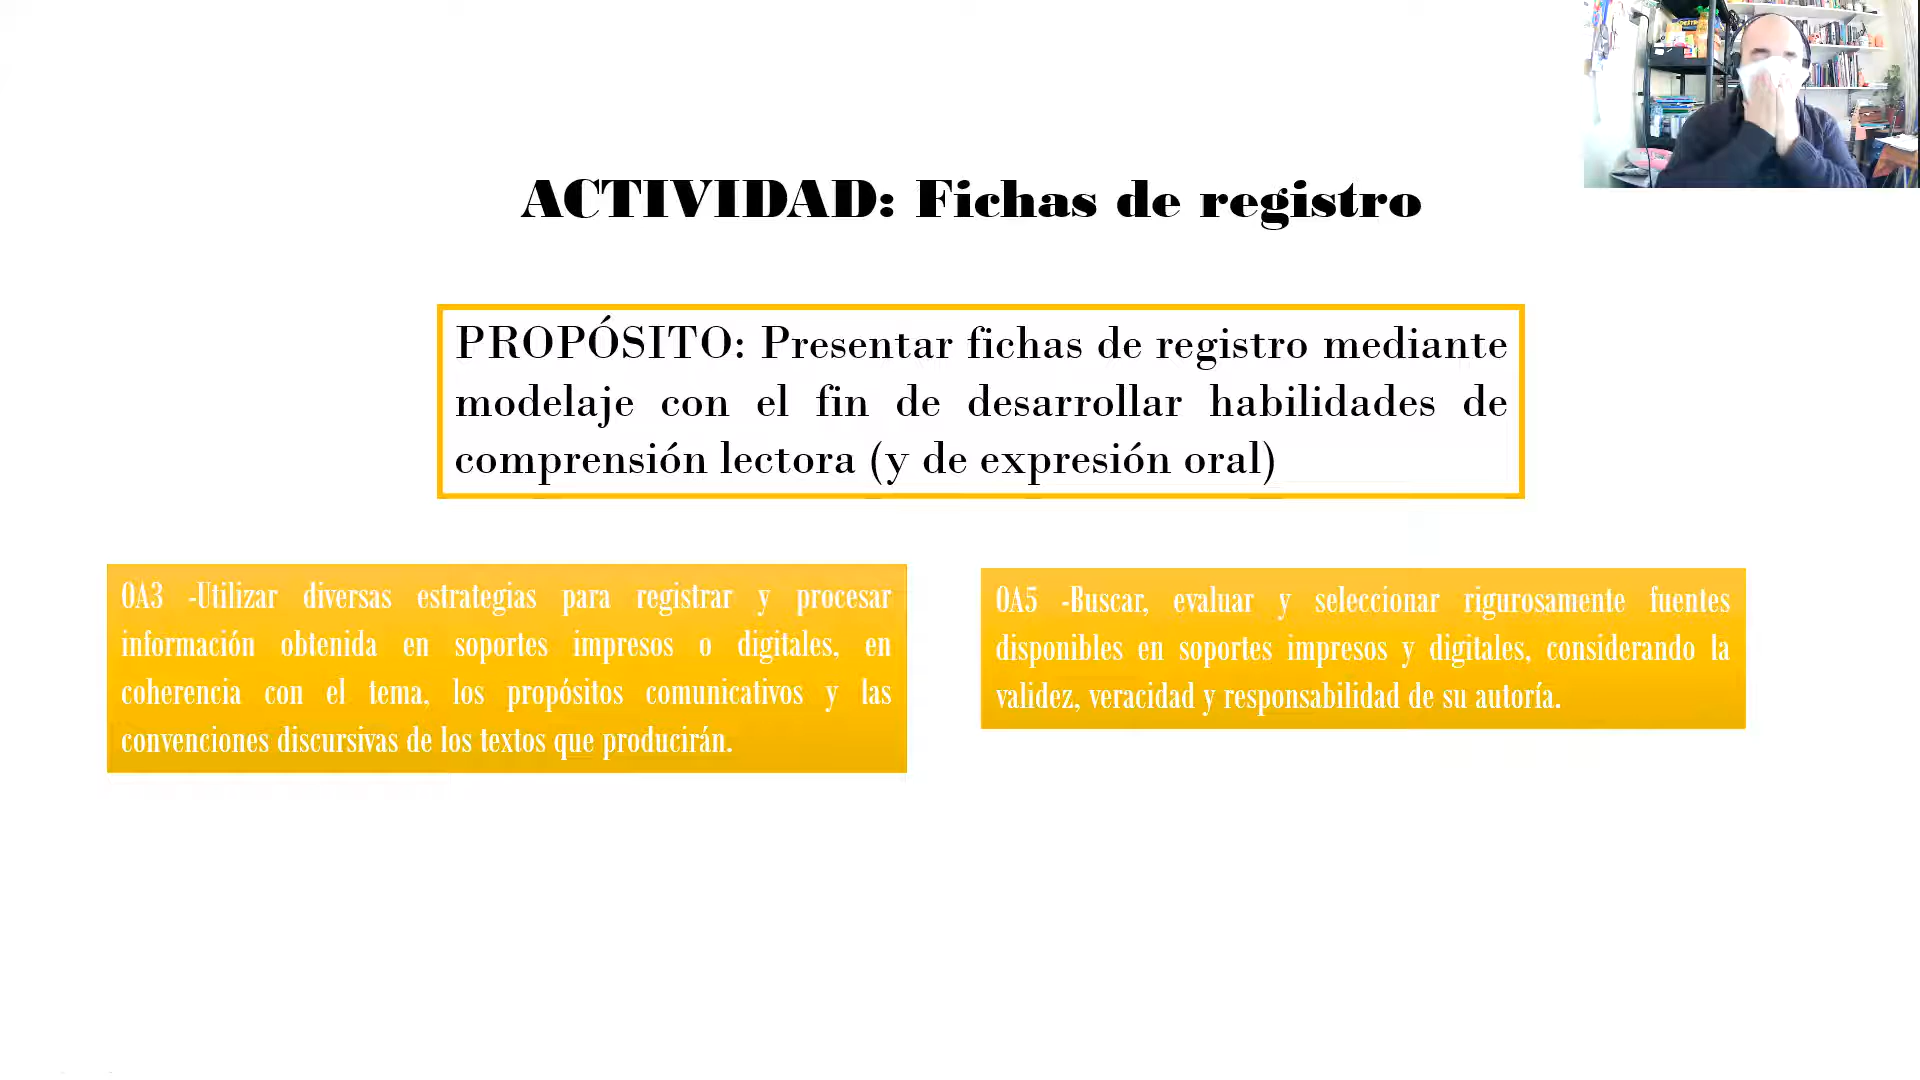 ACTIVIDAD: Fichas de registro
PROPÓSITO: Presentar fichas de registro mediante
modelaje con el fin de desarrollar habilidades de
comprensión lectora (y de expresión oral)
OA3 -Utilizar diversas estrategias para registrar y procesar
información obtenida en soportes impresos o digitales, en
coherencia con el tema, los propósitos comunicativos y las
convenciones discursivas de los textos que producirán.
OA5 -Buscar, evaluar y seleccionar rigurosamente fuentes
disponibles en soportes impresos y digitales, considerando la
validez, veracidad y responsabilidad de su autoría.